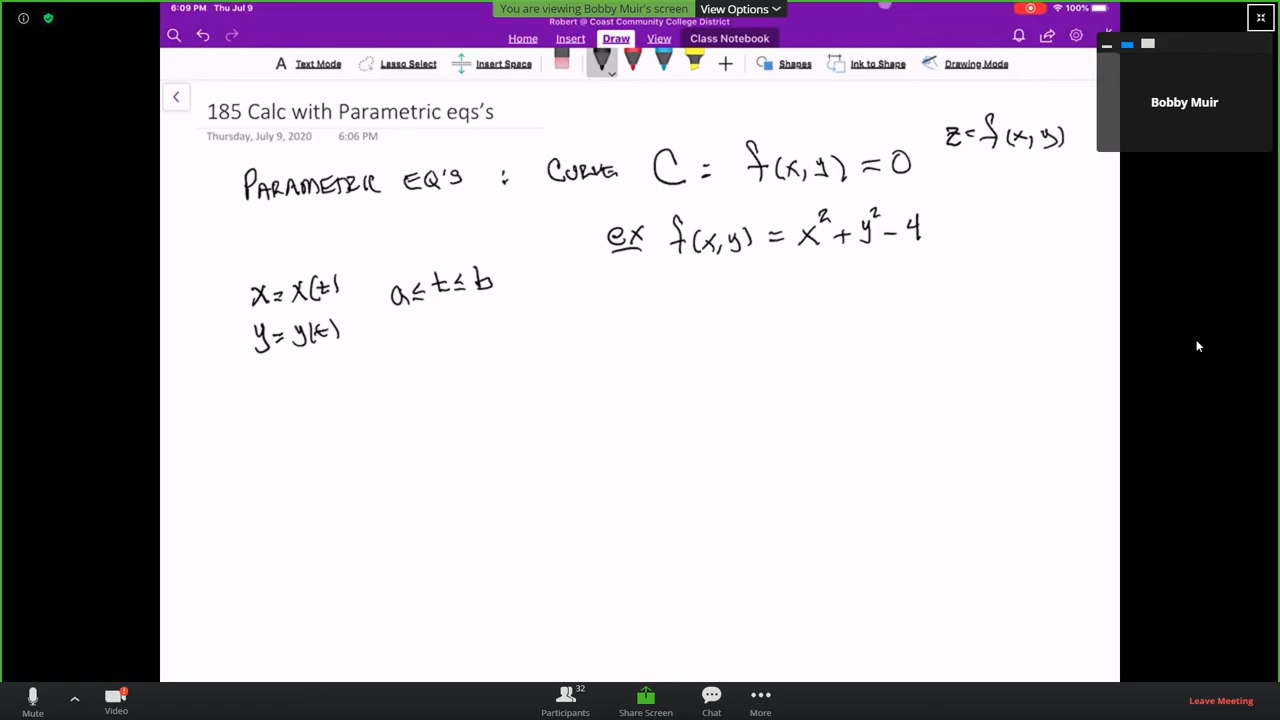 You are viewing Bobby Muir's screen
View Options
6:09 PM Thu Jul 9
100%
Robert @ Coast Community College District
Home Insert Draw View Class Notebook
A Text Mode Lasso Select Insert Space Shapes Ink to Shape Drawing Mode
Bobby Muir
185 Calc with Parametric eqs's
Thursday, July 9, 2020 6:06 PM
z = f(x, y)
PARAMETRIC EQ'S : CURVE C : f(x, y) = 0
ex f(x, y) = x² + y² - 4
x = x(t) a ≤ t ≤ b
y = y(t)
Mute
Video
32
Participants
Share Screen
Chat
More
Leave Meeting